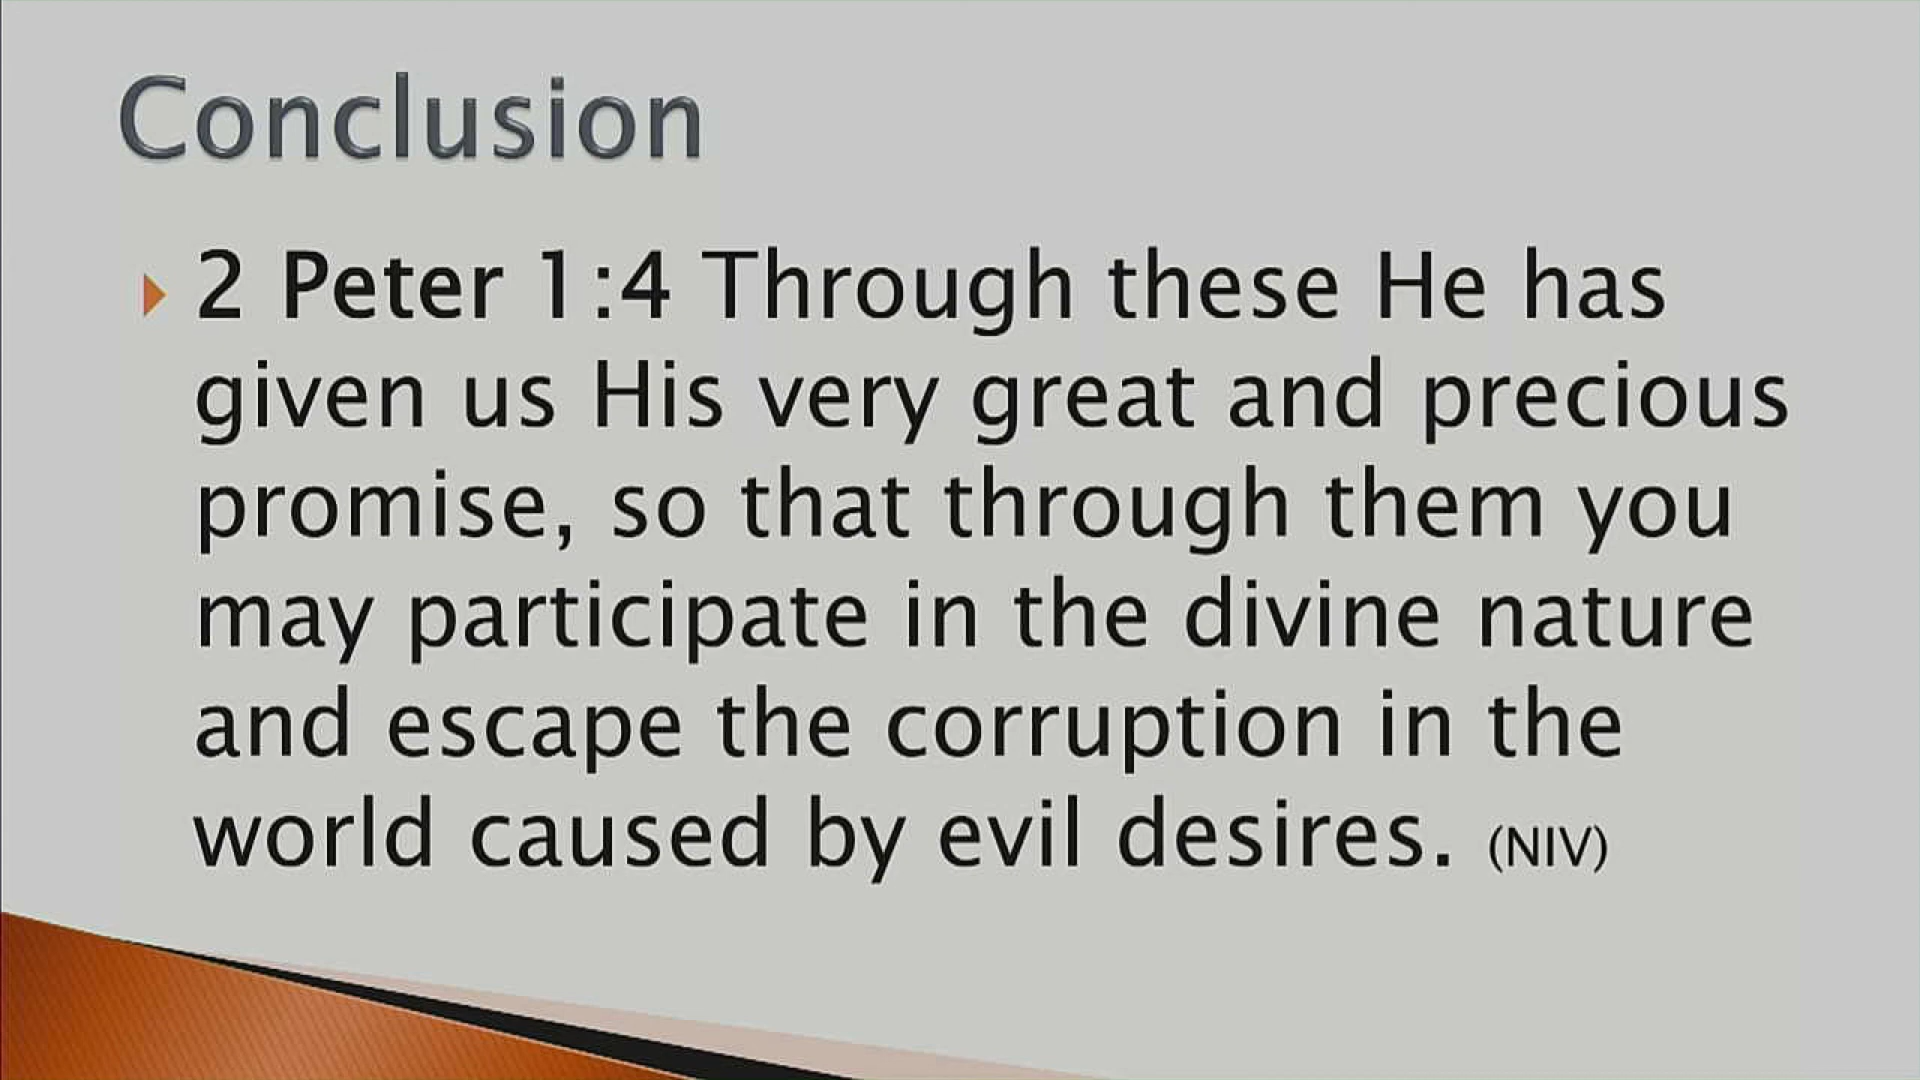 Conclusion
2 Peter 1:4 Through these He has
given us His very great and precious
promise, so that through them you
may participate in the divine nature
and escape the corruption in the
world caused by evil desires. (NIV)